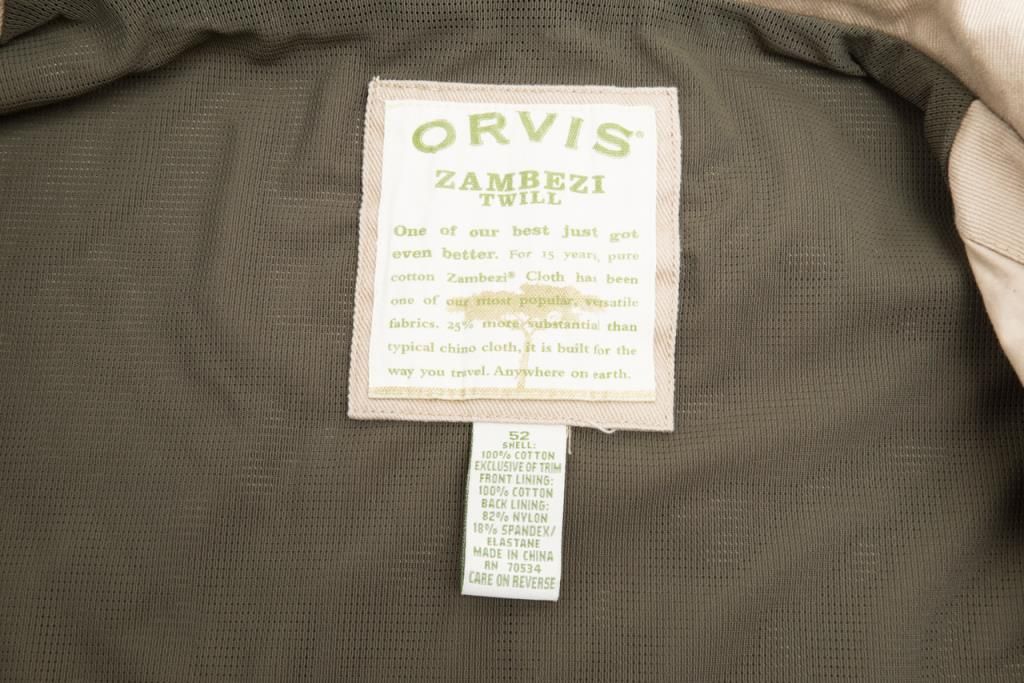 ORVIS®
ZAMBEZI
TWILL
One of our best just got
even better. For 15 years, pure
cotton Zambezi® Cloth has been
one of our most popular, versatile
fabrics. 25% more substantial than
typical chino cloth, it is built for the
way you travel. Anywhere on earth.
52
SHELL:
100% COTTON
EXCLUSIVE OF TRIM
FRONT LINING:
100% COTTON
BACK LINING:
82% NYLON
18% SPANDEX/
ELASTANE
MADE IN CHINA
RN 70534
CARE ON REVERSE